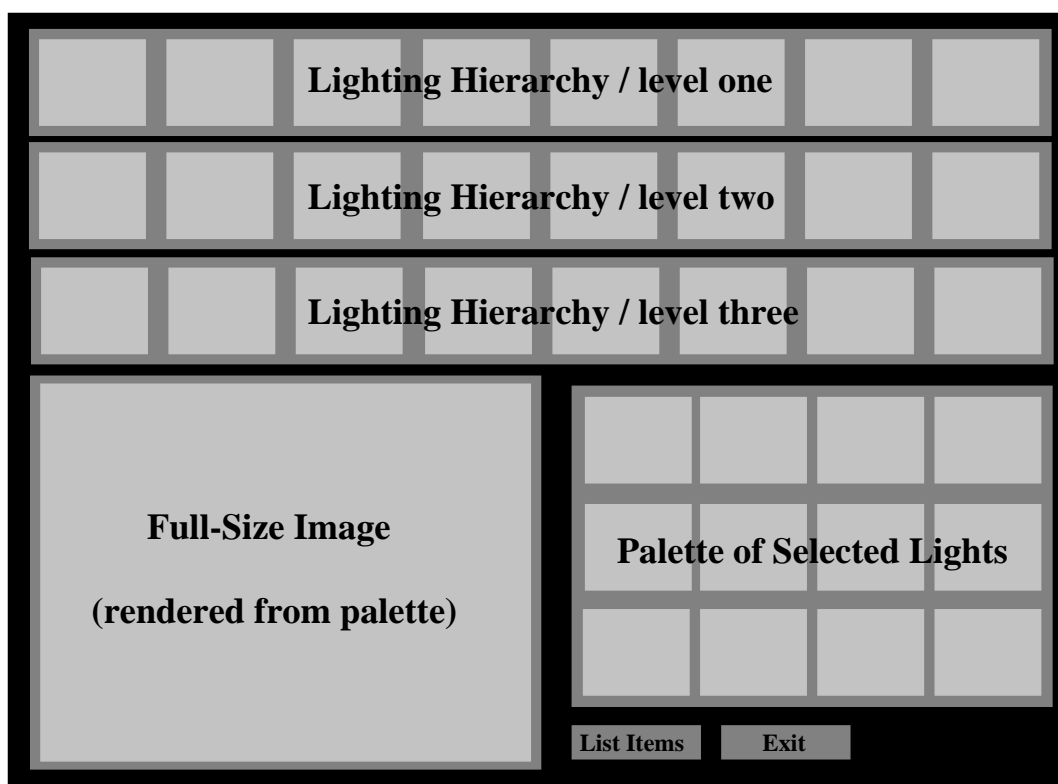 Lighting Hierarchy / level one
Lighting Hierarchy / level two
Lighting Hierarchy / level three
Full-Size Image
(rendered from palette)
Palette of Selected Lights
List Items
Exit